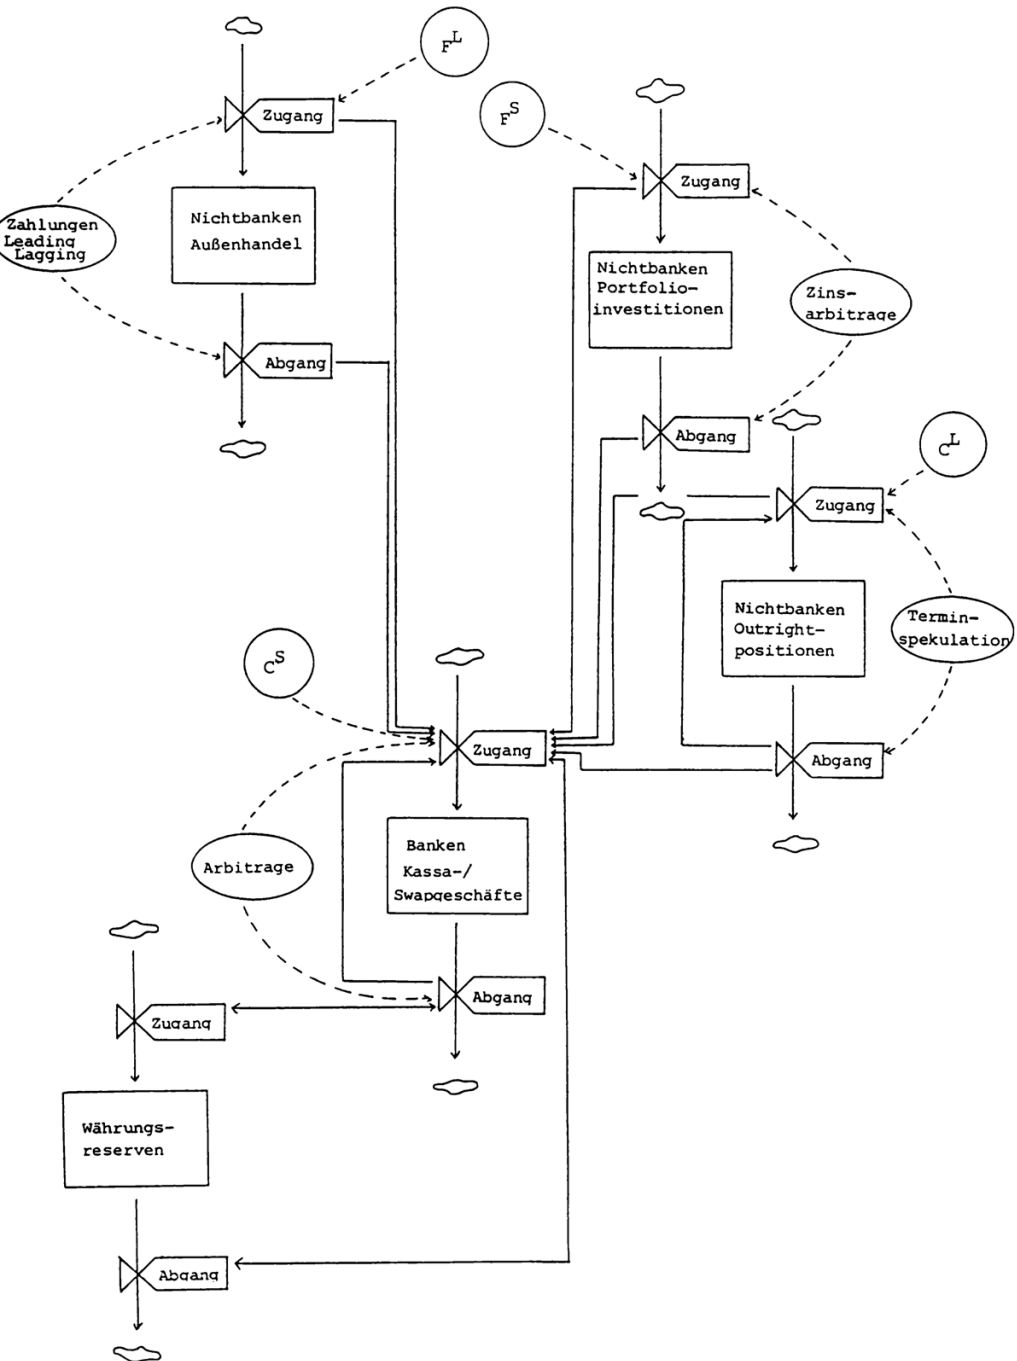 F^L
Zugang
Zahlungen
Leading
Lagging
Nichtbanken
Außenhandel
Abgang
F^S
Zugang
Nichtbanken
Portfolio-
investitionen
Zins-
arbitrage
Abgang
C^L
Zugang
Nichtbanken
Outright-
positionen
Termin-
spekulation
Abgang
C^S
Zugang
Arbitrage
Banken
Kassa-/
Swapgeschäfte
Abgang
Zugang
Währungs-
reserven
Abgang